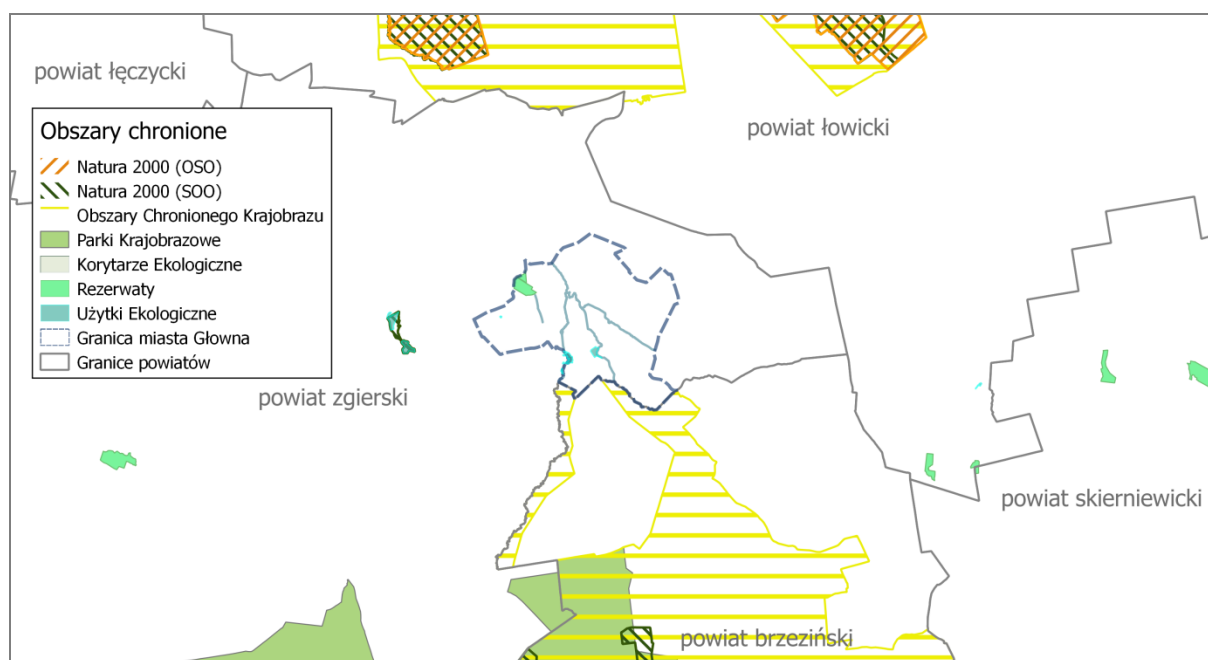 powiat łęczycki
powiat łowicki
Obszary chronione
Natura 2000 (OSO)
Natura 2000 (SOO)
Obszary Chronionego Krajobrazu
Parki Krajobrazowe
Korytarze Ekologiczne
Rezerwaty
Użytki Ekologiczne
Granica miasta Głowna
Granice powiatów
powiat zgierski
powiat skierniewicki
powiat brzeziński